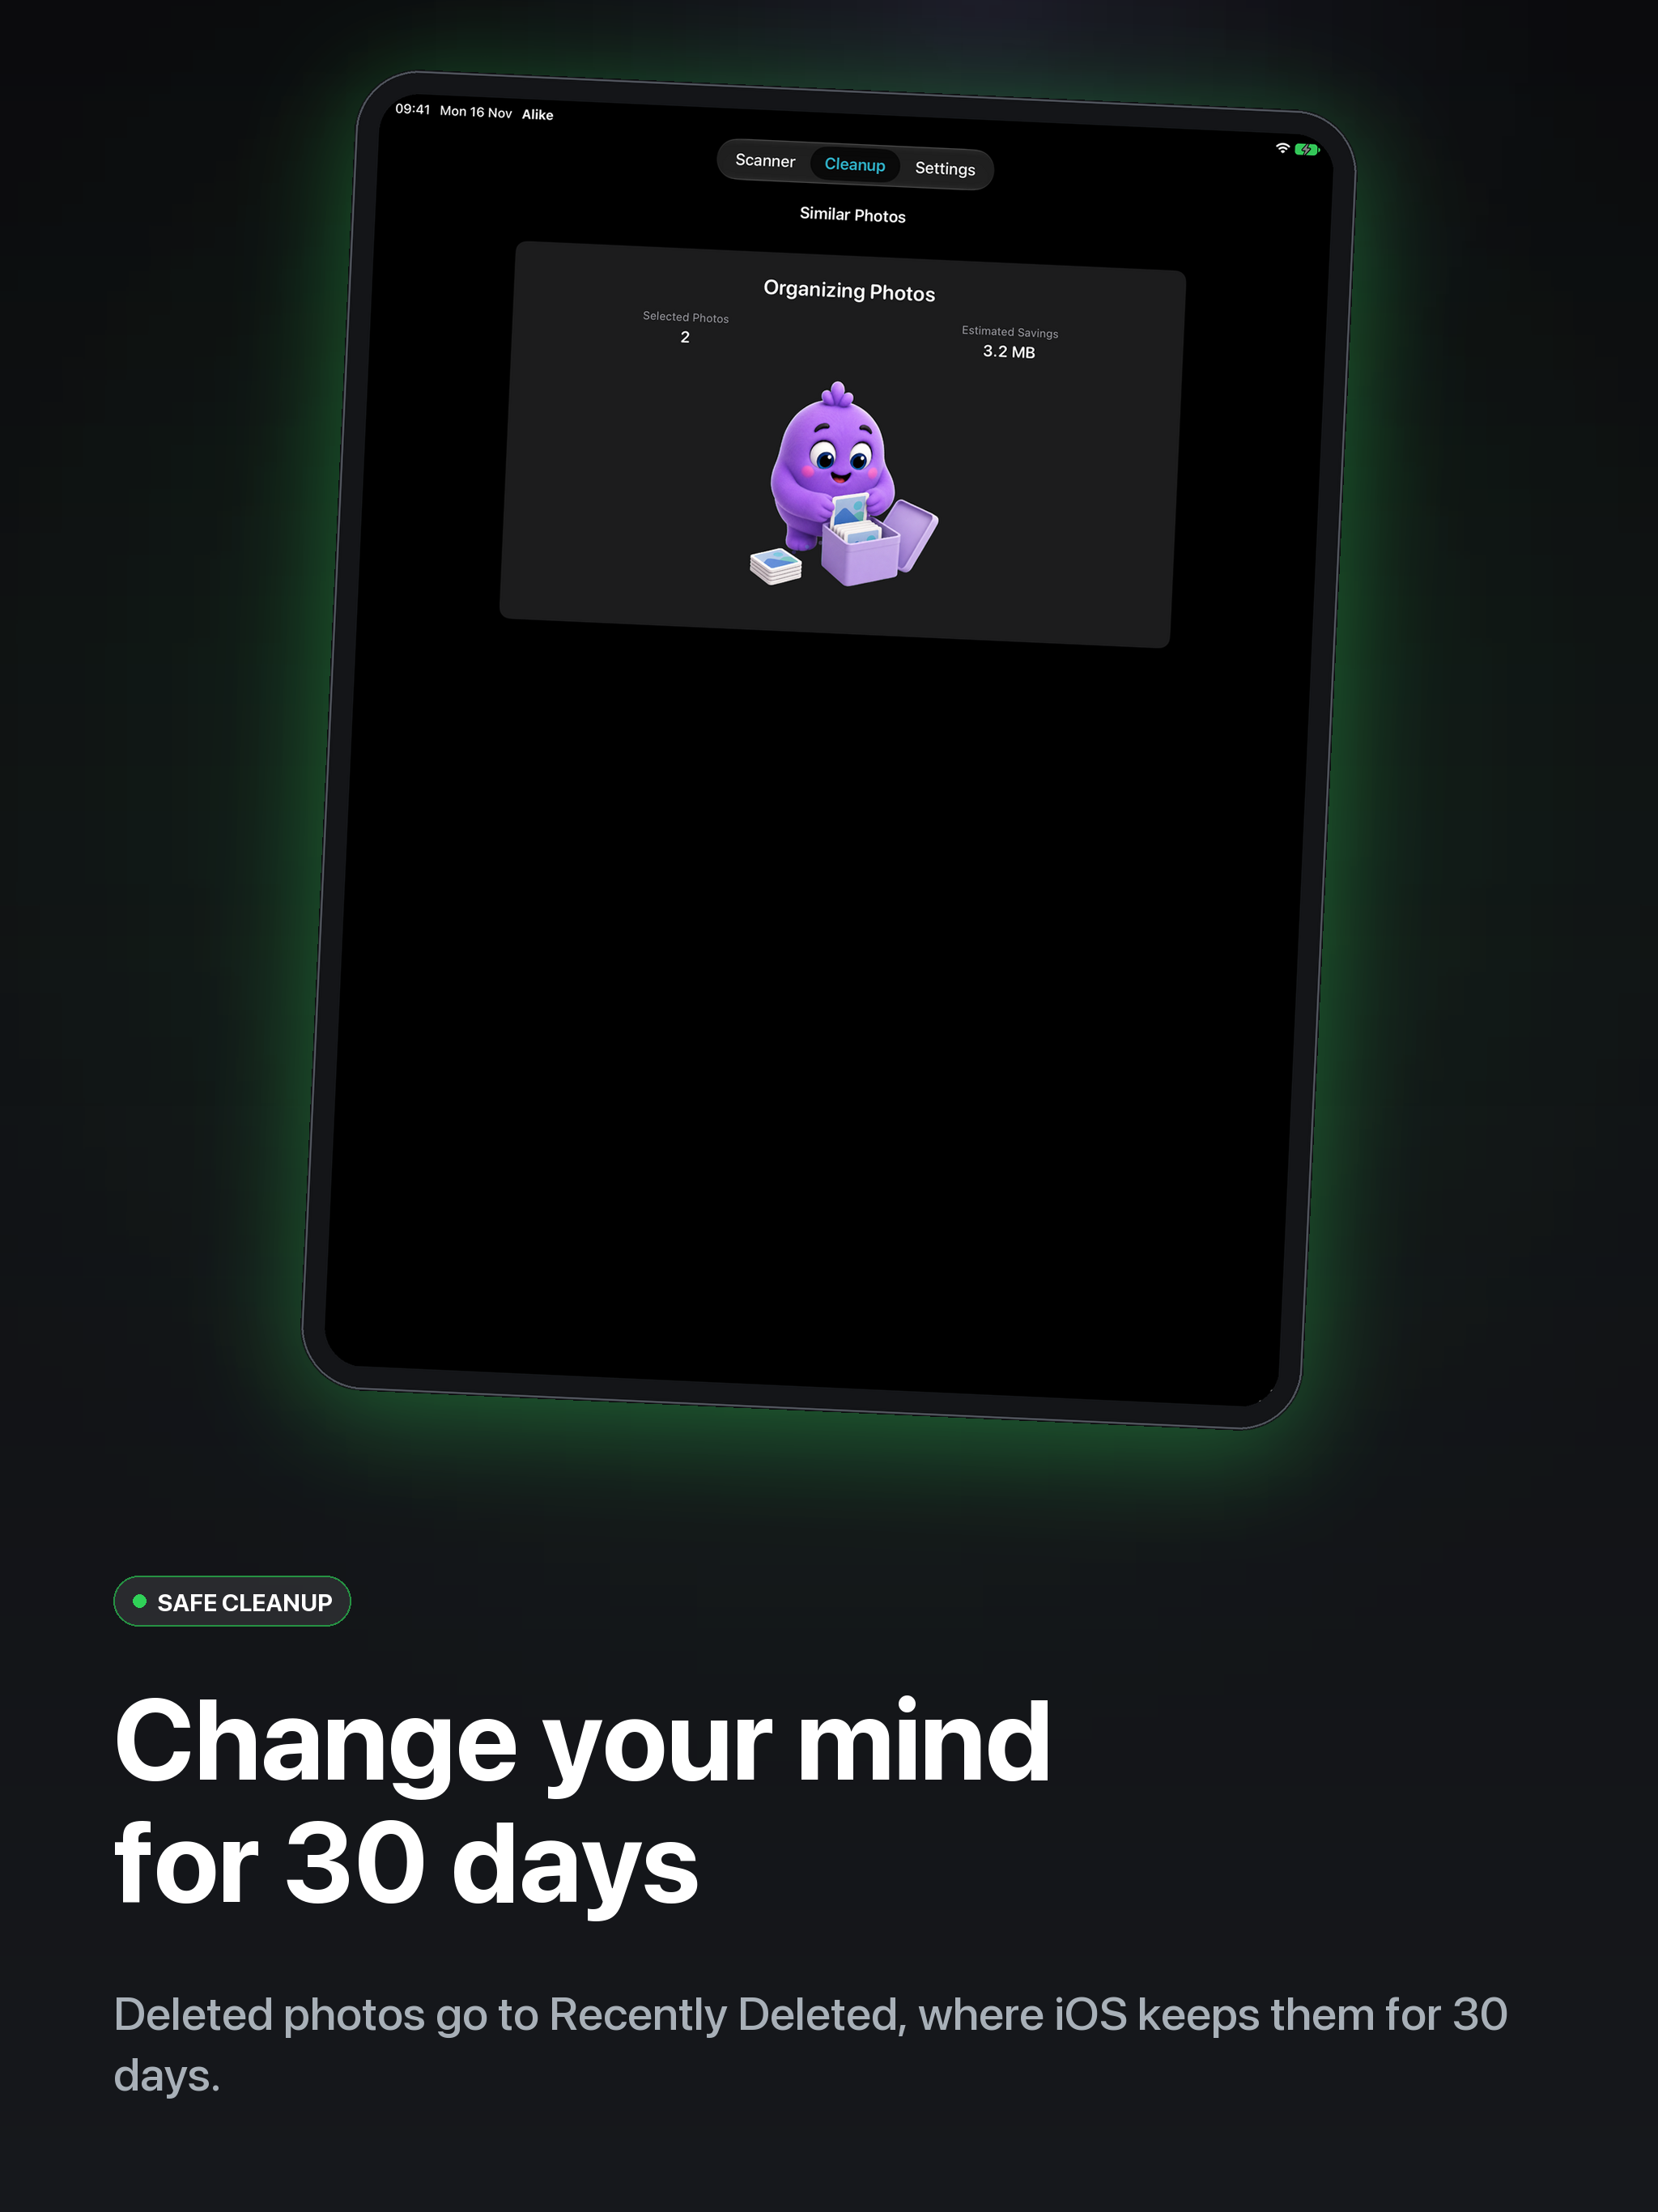 09:41 Mon 16 Nov Alike
Scanner Cleanup Settings
Similar Photos
Organizing Photos
Selected Photos
2
Estimated Savings
3.2 MB
SAFE CLEANUP
Change your mind
for 30 days
Deleted photos go to Recently Deleted, where iOS keeps them for 30
days.